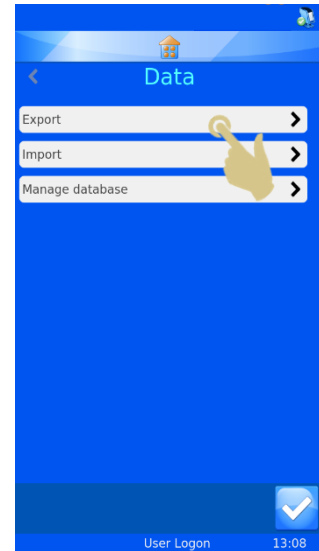 Data
Export
Import
Manage database
User Logon 13:08